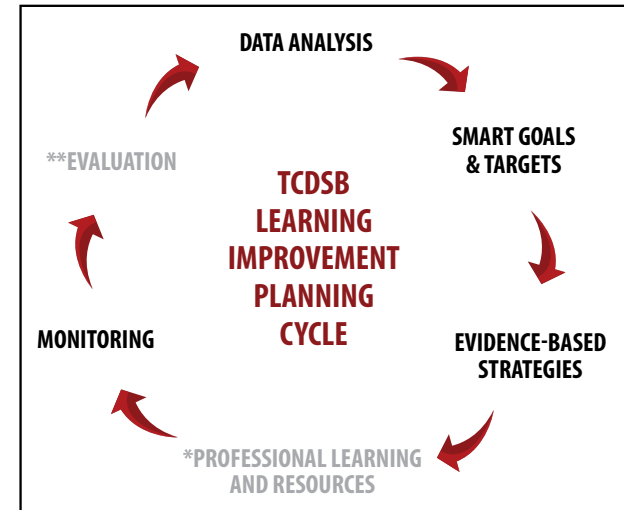 DATA ANALYSIS
SMART GOALS
& TARGETS
EVIDENCE-BASED
STRATEGIES
*PROFESSIONAL LEARNING
AND RESOURCES
MONITORING
**EVALUATION
TCDSB
LEARNING
IMPROVEMENT
PLANNING
CYCLE